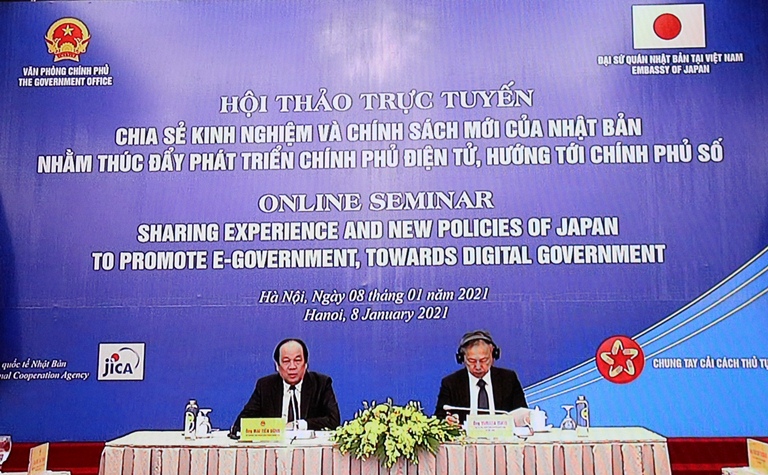 VĂN PHÒNG CHÍNH PHỦ
THE GOVERNMENT OFFICE
ĐẠI SỨ QUÁN NHẬT BẢN TẠI VIỆT NAM
EMBASSY OF JAPAN
HỘI THẢO TRỰC TUYẾN
CHIA SẺ KINH NGHIỆM VÀ CHÍNH SÁCH MỚI CỦA NHẬT BẢN
NHẰM THÚC ĐẨY PHÁT TRIỂN CHÍNH PHỦ ĐIỆN TỬ, HƯỚNG TỚI CHÍNH PHỦ SỐ
ONLINE SEMINAR
SHARING EXPERIENCE AND NEW POLICIES OF JAPAN
TO PROMOTE E-GOVERNMENT, TOWARDS DIGITAL GOVERNMENT
Hà Nội, Ngày 08 tháng 01 năm 2021
Hanoi, 8 January 2021
quốc tế Nhật Bản
nal Cooperation Agency
jICA
CHUNG TAY CẢI CÁCH THỦ TỤ
Ông MAI TIẾN DŨNG